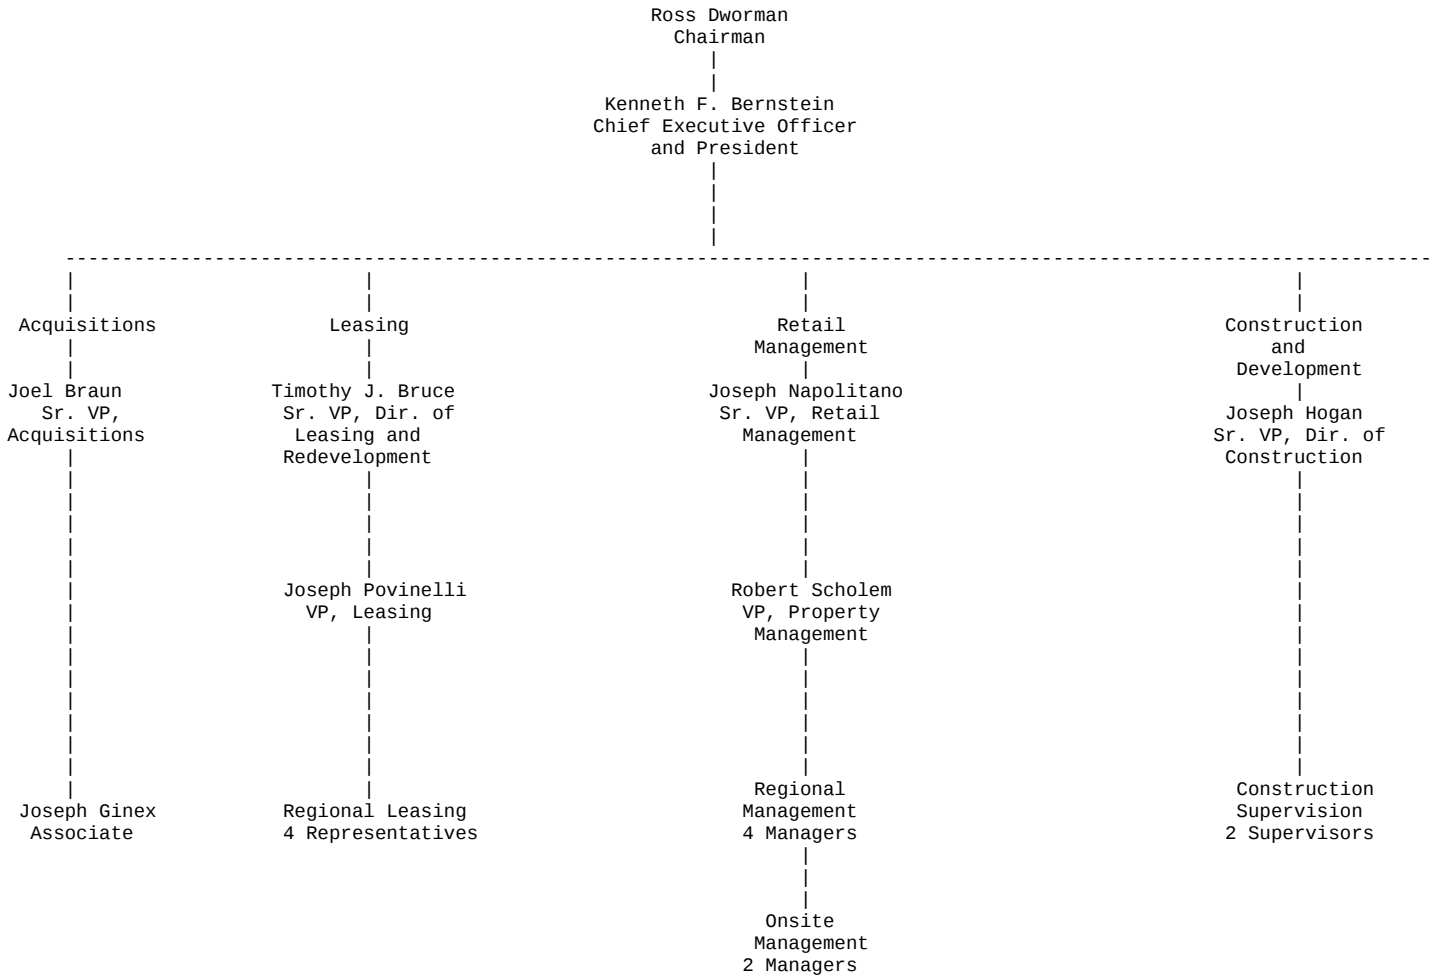 Ross Dworman
Chairman
Kenneth F. Bernstein
Chief Executive Officer
and President
Acquisitions
Leasing
Retail
Management
Construction
and
Development
Joel Braun
Sr. VP,
Acquisitions
Timothy J. Bruce
Sr. VP, Dir. of
Leasing and
Redevelopment
Joseph Napolitano
Sr. VP, Retail
Management
Joseph Hogan
Sr. VP, Dir. of
Construction
Joseph Povinelli
VP, Leasing
Robert Scholem
VP, Property
Management
Joseph Ginex
Associate
Regional Leasing
4 Representatives
Regional
Management
4 Managers
Construction
Supervision
2 Supervisors
Onsite
Management
2 Managers